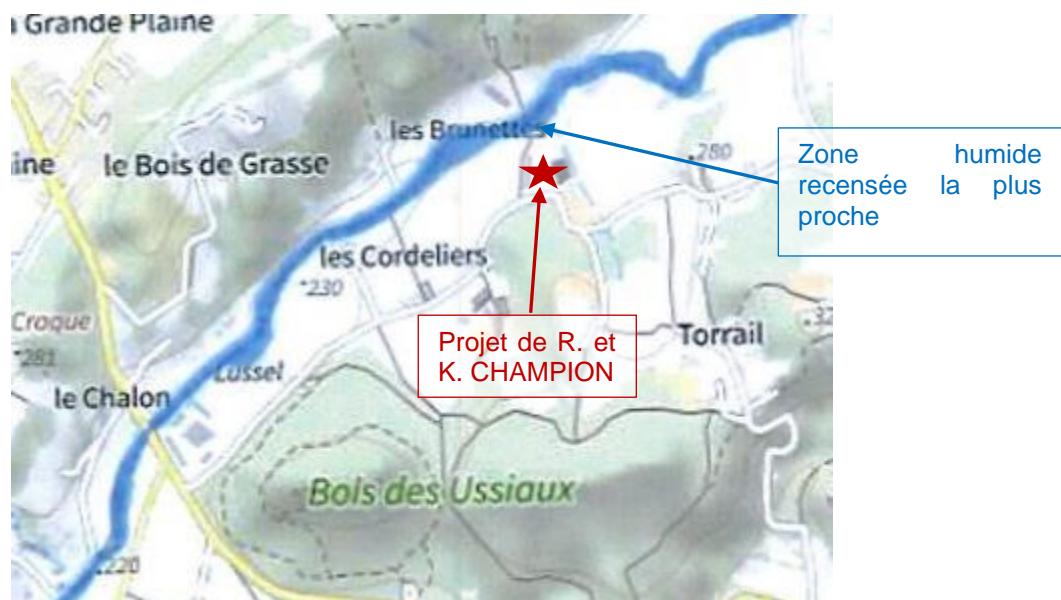 Grande Plaine
les Brunettes
Zone humide
recensée la plus
proche
ine
le Bois de Grasse
280
les Cordeliers
230
Croque
281
Projet de R. et
K. CHAMPION
Torrail
32
Lussel
le Chalon
Bois des Ussiaux
220